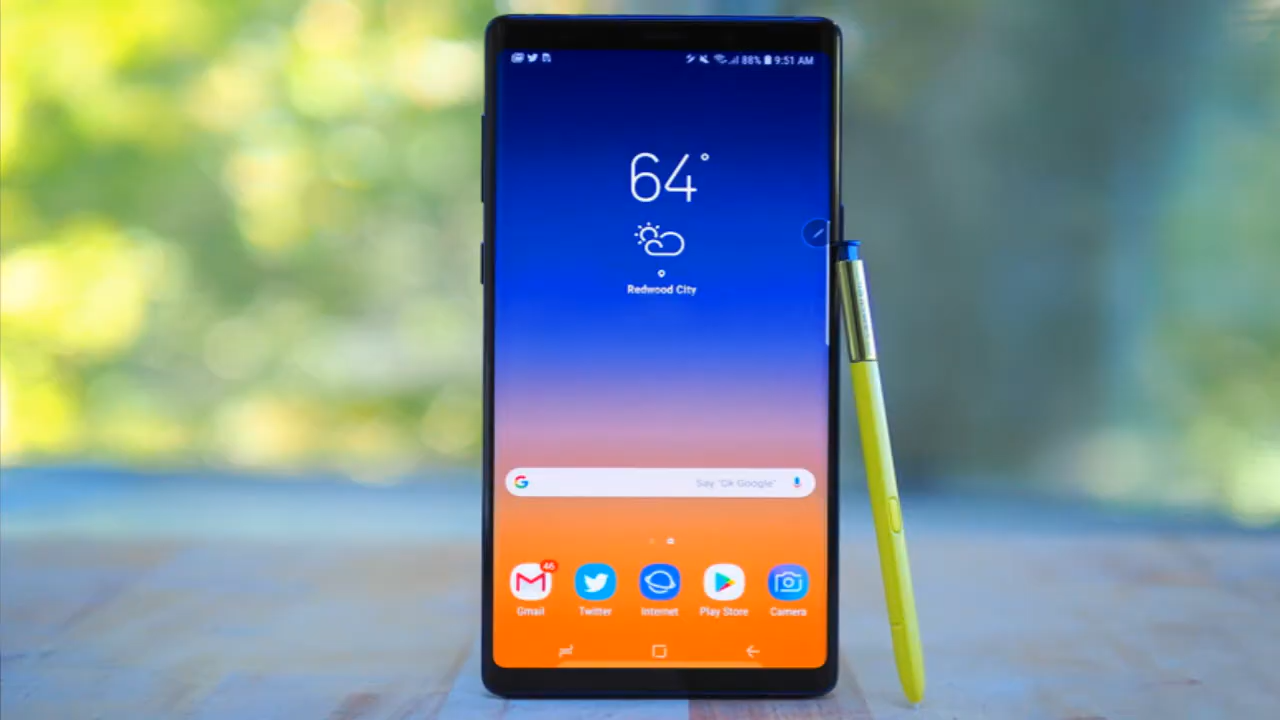 88% 9:51 AM
64°
Redwood City
Say "Ok Google"
46
Gmail
Twitter
Internet
Play Store
Camera